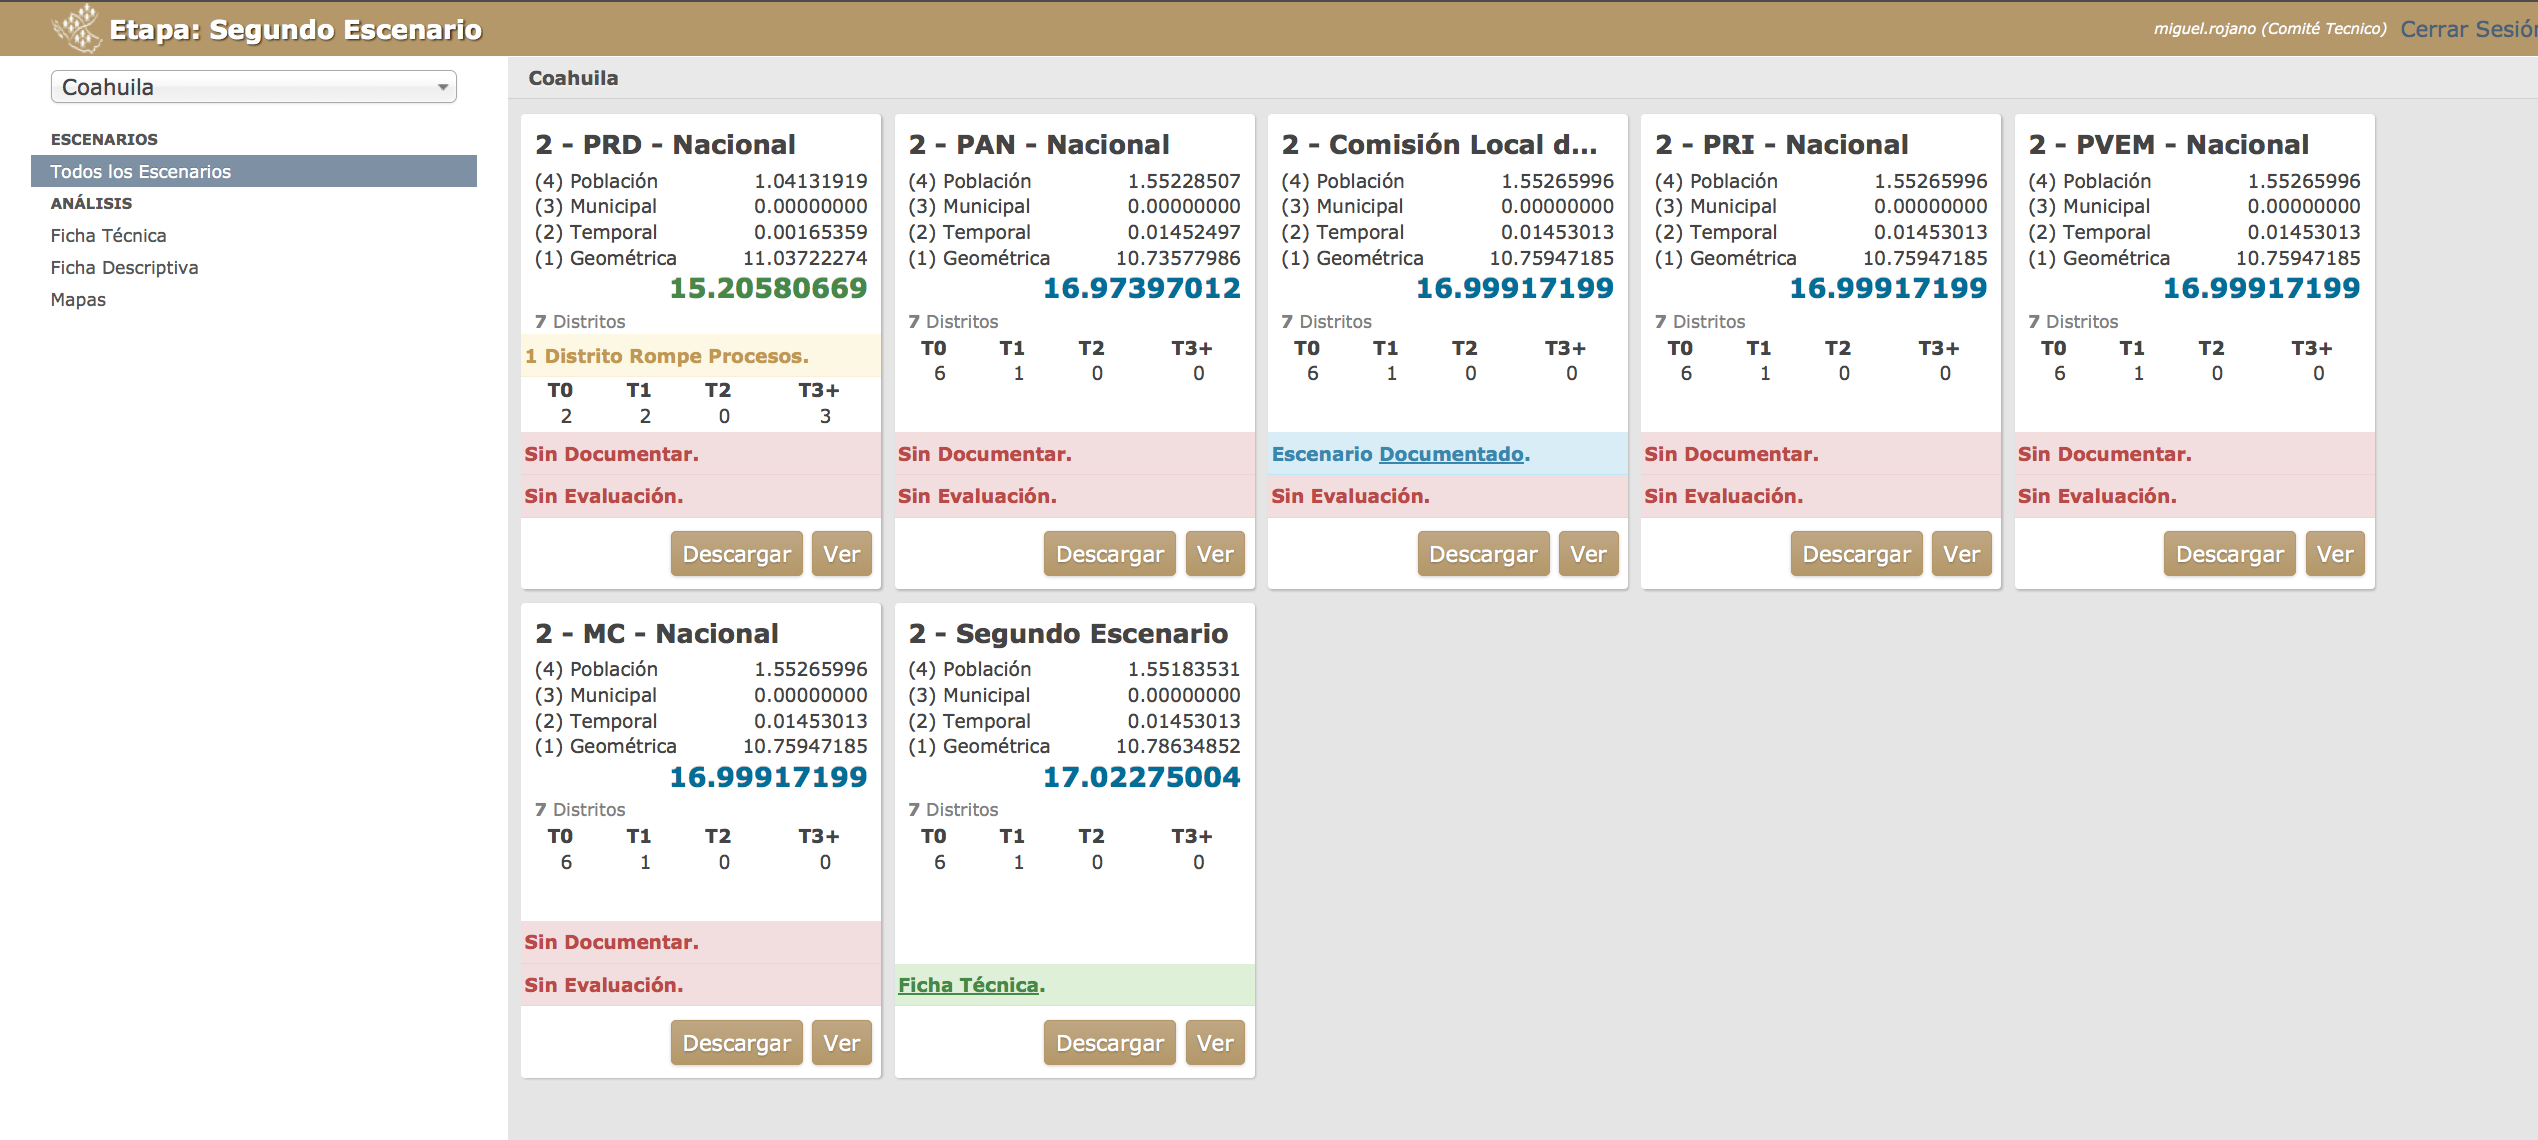 Etapa: Segundo Escenario
miguel.rojano (Comité Tecnico) Cerrar Sesión
Coahuila
ESCENARIOS
Todos los Escenarios
ANÁLISIS
Ficha Técnica
Ficha Descriptiva
Mapas
Coahuila
2 - PRD - Nacional
(4) Población 1.04131919
(3) Municipal 0.00000000
(2) Temporal 0.00165359
(1) Geométrica 11.03722274
15.20580669
7 Distritos
1 Distrito Rompe Procesos.
T0 T1 T2 T3+
2 2 0 3
Sin Documentar.
Sin Evaluación.
Descargar Ver
2 - PAN - Nacional
(4) Población 1.55228507
(3) Municipal 0.00000000
(2) Temporal 0.01452497
(1) Geométrica 10.73577986
16.97397012
7 Distritos
T0 T1 T2 T3+
6 1 0 0
Sin Documentar.
Sin Evaluación.
Descargar Ver
2 - Comisión Local d...
(4) Población 1.55265996
(3) Municipal 0.00000000
(2) Temporal 0.01453013
(1) Geométrica 10.75947185
16.99917199
7 Distritos
T0 T1 T2 T3+
6 1 0 0
Escenario Documentado.
Sin Evaluación.
Descargar Ver
2 - PRI - Nacional
(4) Población 1.55265996
(3) Municipal 0.00000000
(2) Temporal 0.01453013
(1) Geométrica 10.75947185
16.99917199
7 Distritos
T0 T1 T2 T3+
6 1 0 0
Sin Documentar.
Sin Evaluación.
Descargar Ver
2 - PVEM - Nacional
(4) Población 1.55265996
(3) Municipal 0.00000000
(2) Temporal 0.01453013
(1) Geométrica 10.75947185
16.99917199
7 Distritos
T0 T1 T2 T3+
6 1 0 0
Sin Documentar.
Sin Evaluación.
Descargar Ver
2 - MC - Nacional
(4) Población 1.55265996
(3) Municipal 0.00000000
(2) Temporal 0.01453013
(1) Geométrica 10.75947185
16.99917199
7 Distritos
T0 T1 T2 T3+
6 1 0 0
Sin Documentar.
Sin Evaluación.
Descargar Ver
2 - Segundo Escenario
(4) Población 1.55183531
(3) Municipal 0.00000000
(2) Temporal 0.01453013
(1) Geométrica 10.78634852
17.02275004
7 Distritos
T0 T1 T2 T3+
6 1 0 0
Ficha Técnica.
Descargar Ver